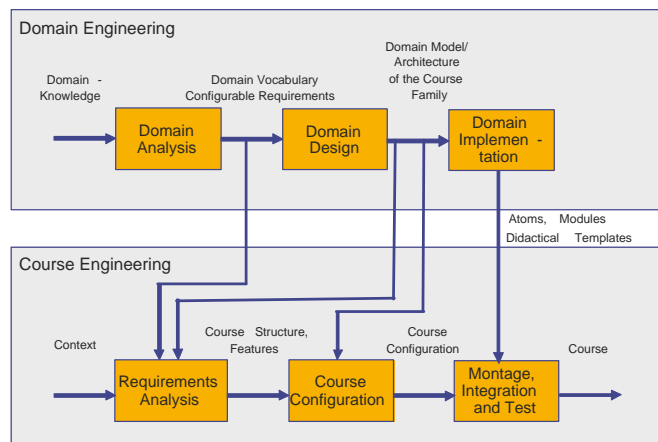 Domain Engineering
Domain -
Knowledge
Domain Vocabulary
Configurable Requirements
Domain Model/
Architecture
of the Course
Family
Domain
Analysis
Domain
Design
Domain
Implemen -
tation
Atoms, Modules
Didactical Templates
Course Engineering
Context
Course Structure,
Features
Course
Configuration
Course
Requirements
Analysis
Course
Configuration
Montage,
Integration
and Test